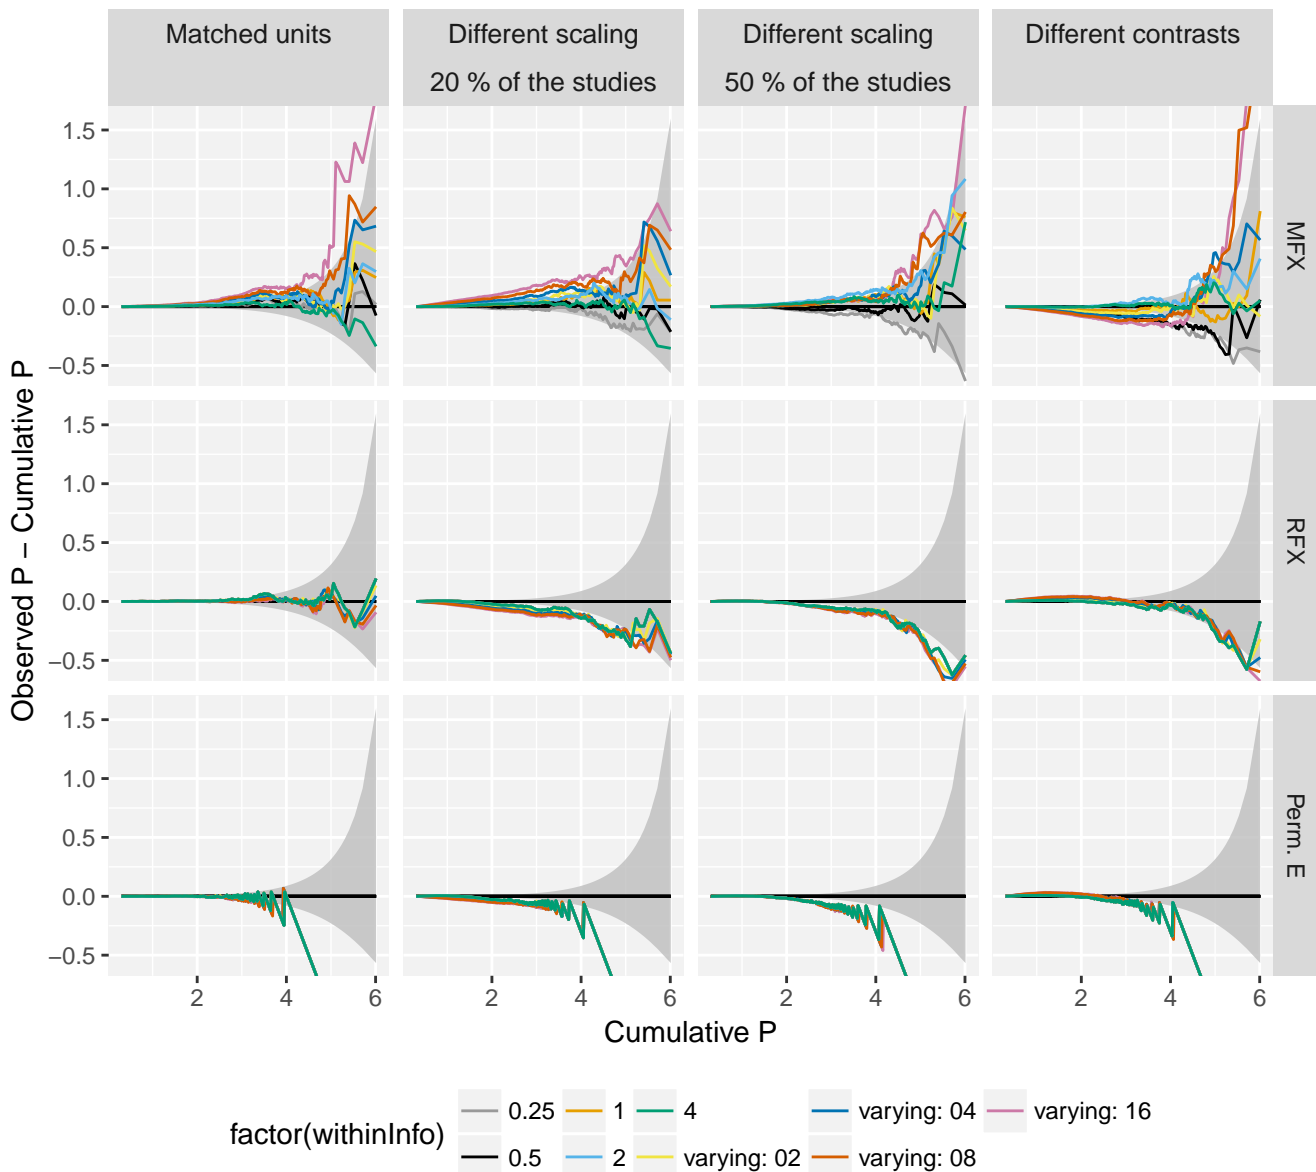 Matched units
Different scaling
20 % of the studies
Different scaling
50 % of the studies
Different contrasts
Observed P − Cumulative P
1.5
1.0
0.5
0.0
−0.5
MFX
1.5
1.0
0.5
0.0
−0.5
RFX
1.5
1.0
0.5
0.0
−0.5
Perm. E
2 4 6 2 4 6 2 4 6 2 4 6
Cumulative P
factor(withinInfo)
0.25 1 4 varying: 04 varying: 16
0.5 2 varying: 02 varying: 08